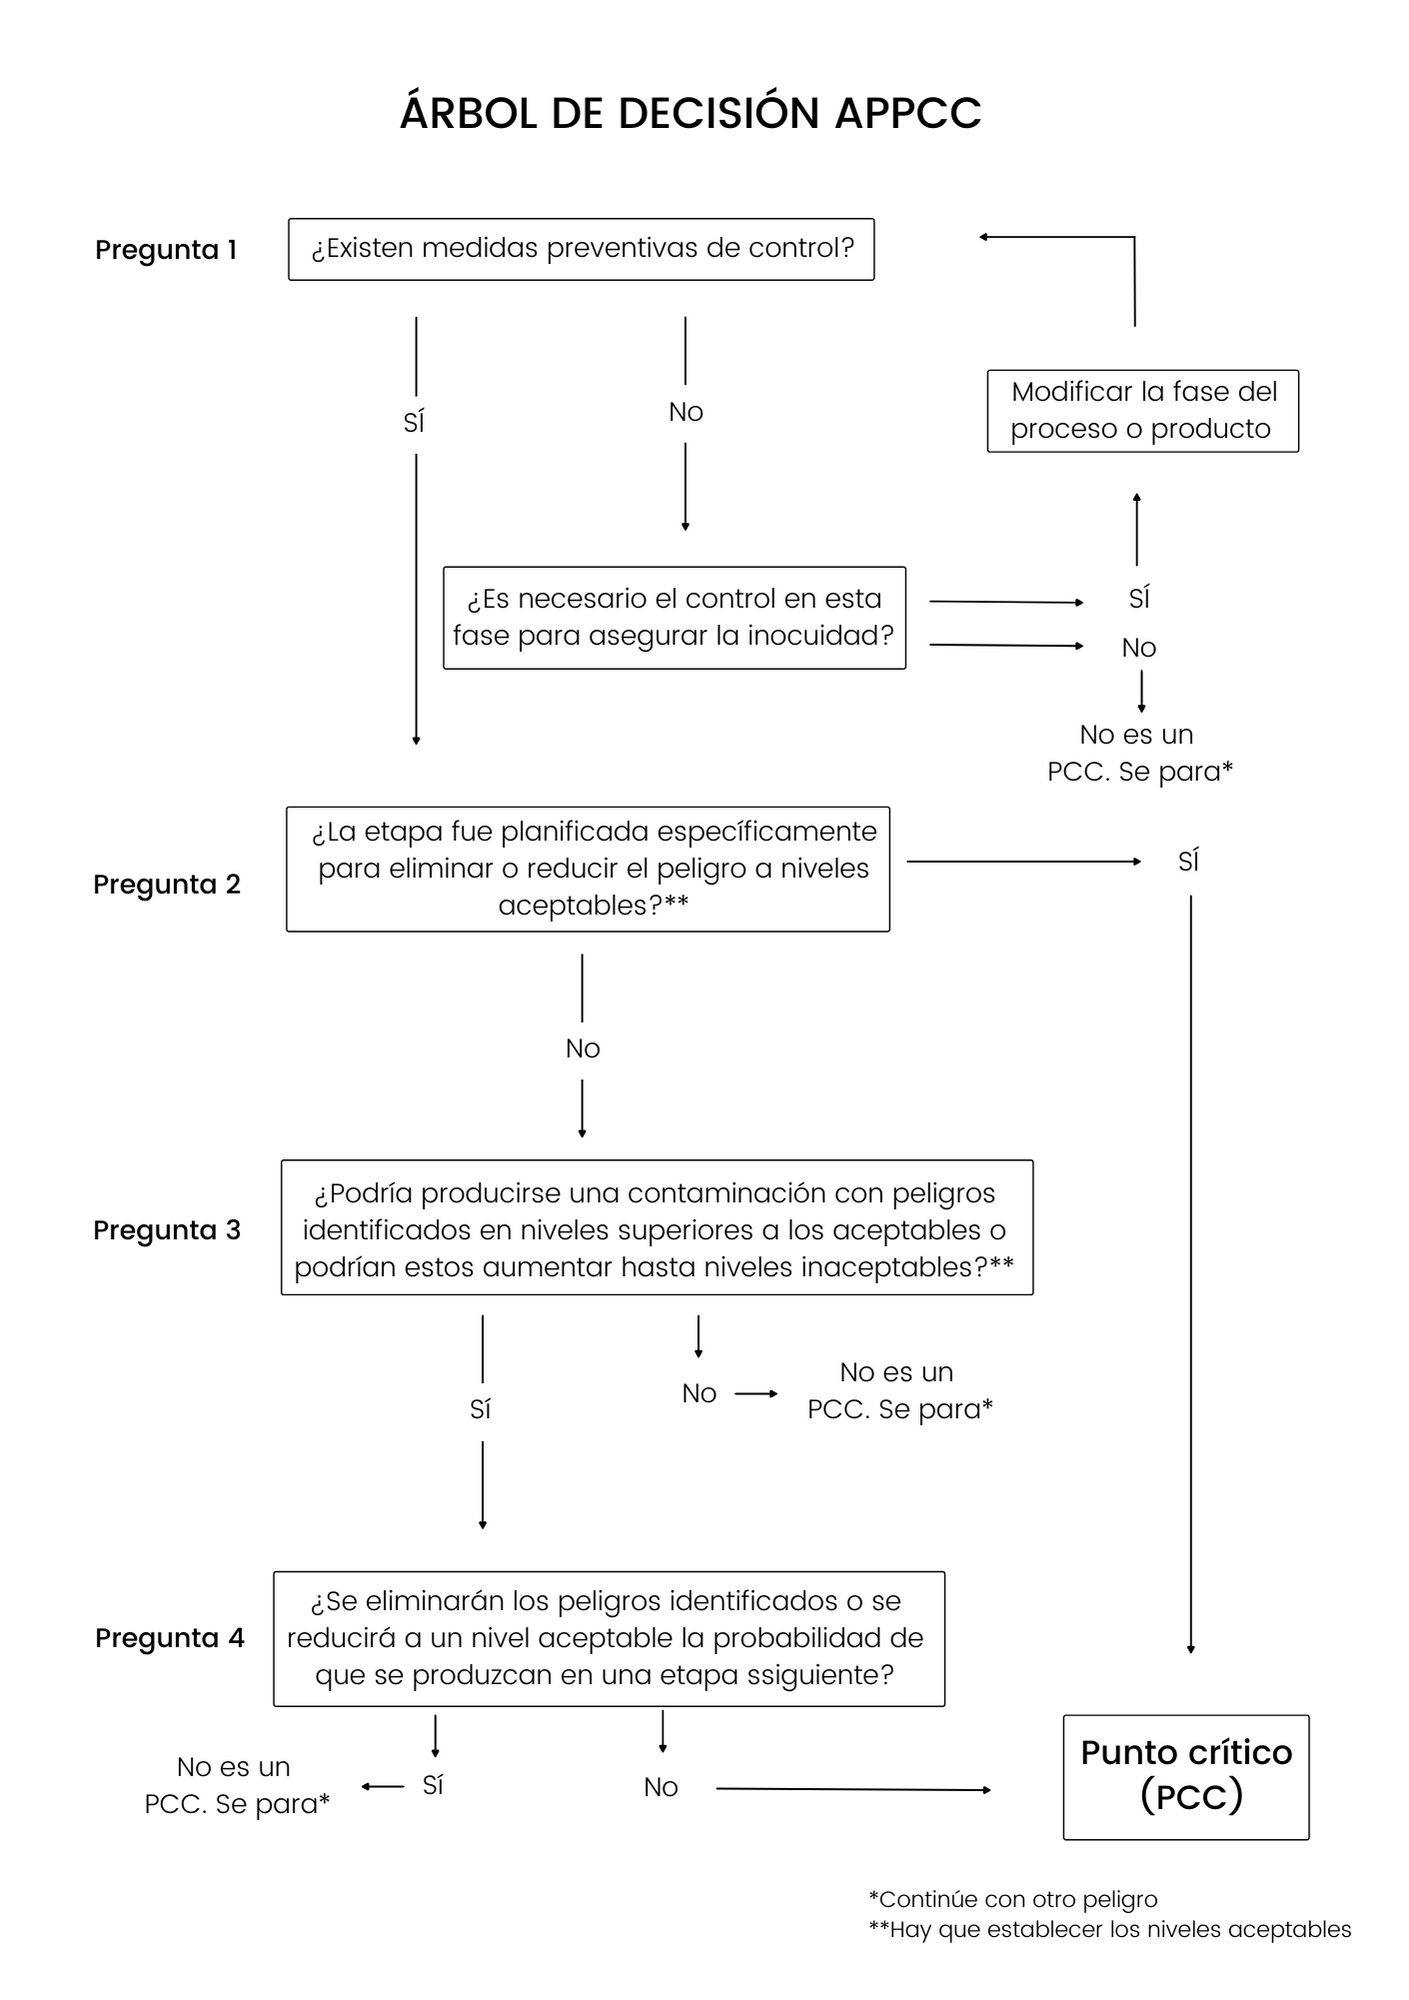 ÁRBOL DE DECISIÓN APPCC
Pregunta 1
¿Existen medidas preventivas de control?
SÍ
No
Modificar la fase del
proceso o producto
¿Es necesario el control en esta
fase para asegurar la inocuidad?
SÍ
No
No es un
PCC. Se para*
Pregunta 2
¿La etapa fue planificada específicamente
para eliminar o reducir el peligro a niveles
aceptables?**
SÍ
No
Pregunta 3
¿Podría producirse una contaminación con peligros
identificados en niveles superiores a los aceptables o
podrían estos aumentar hasta niveles inaceptables?**
Sí
No
No es un
PCC. Se para*
Pregunta 4
¿Se eliminarán los peligros identificados o se
reducirá a un nivel aceptable la probabilidad de
que se produzcan en una etapa ssiguiente?
No es un
PCC. Se para*
Sí
No
Punto crítico
(PCC)
*Continúe con otro peligro
**Hay que establecer los niveles aceptables